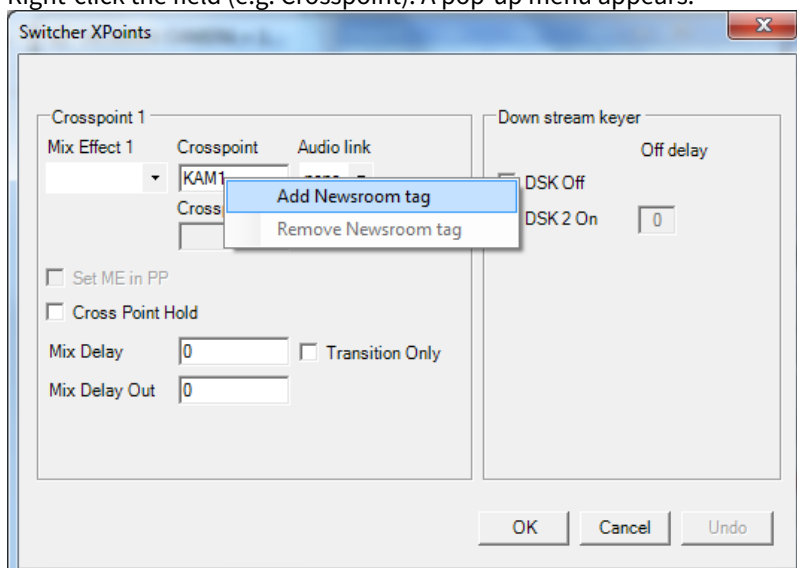 Right-click the field (e.g. Crosspoint). A pop-up menu appears.
Switcher XPoints
Crosspoint 1
Mix Effect 1 Crosspoint Audio link
KAM1
Add Newsroom tag
Remove Newsroom tag
Set ME in PP
Cross Point Hold
Mix Delay 0 Transition Only
Mix Delay Out 0
Down stream keyer
Off delay
DSK Off
DSK 2 On 0
OK Cancel Undo